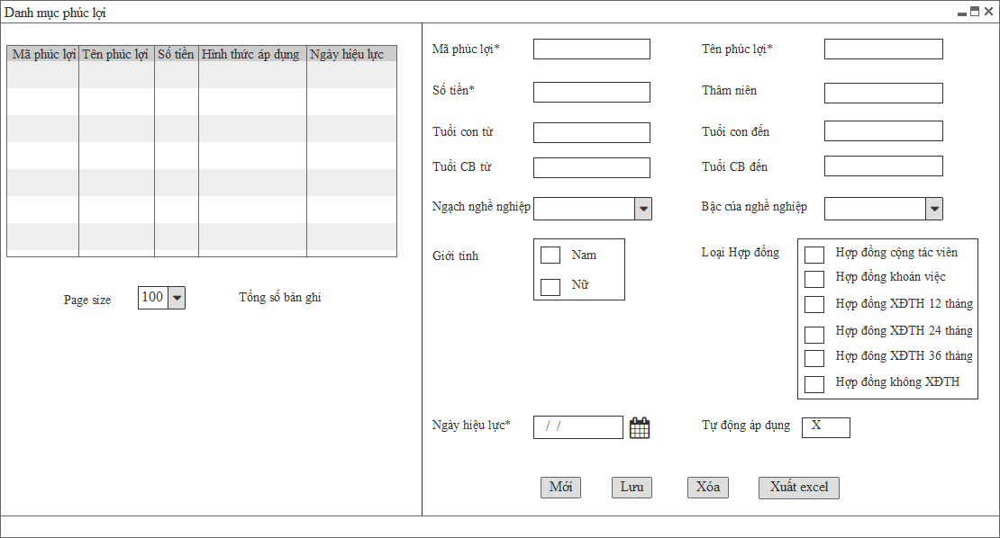 Danh mục phúc lợi
Mã phúc lợi Tên phúc lợi Số tiền Hình thức áp dụng Ngày hiệu lực
Page size 100 Tổng số bản ghi
Mã phúc lợi* Tên phúc lợi*
Số tiền* Thâm niên
Tuổi con từ Tuổi con đến
Tuổi CB từ Tuổi CB đến
Ngạch nghề nghiệp Bậc của nghề nghiệp
Giới tính
Nam
Nữ
Loại Hợp đồng
Hợp đồng cộng tác viên
Hợp đồng khoán việc
Hợp đồng XĐTH 12 tháng
Hợp đông XĐTH 24 tháng
Hợp đông XĐTH 36 tháng
Hợp đồng không XĐTH
Ngày hiệu lực* / / Tự động áp dụng X
Mới Lưu Xóa Xuất excel